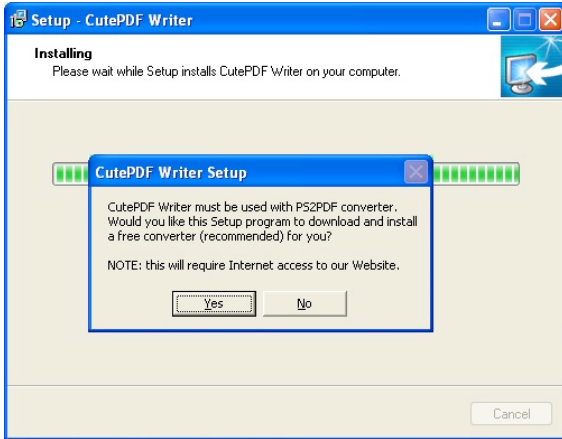 Setup - CutePDF Writer
Installing
Please wait while Setup installs CutePDF Writer on your computer.
CutePDF Writer Setup
CutePDF Writer must be used with PS2PDF converter.
Would you like this Setup program to download and install
a free converter (recommended) for you?
NOTE: this will require Internet access to our Website.
Yes No
Cancel